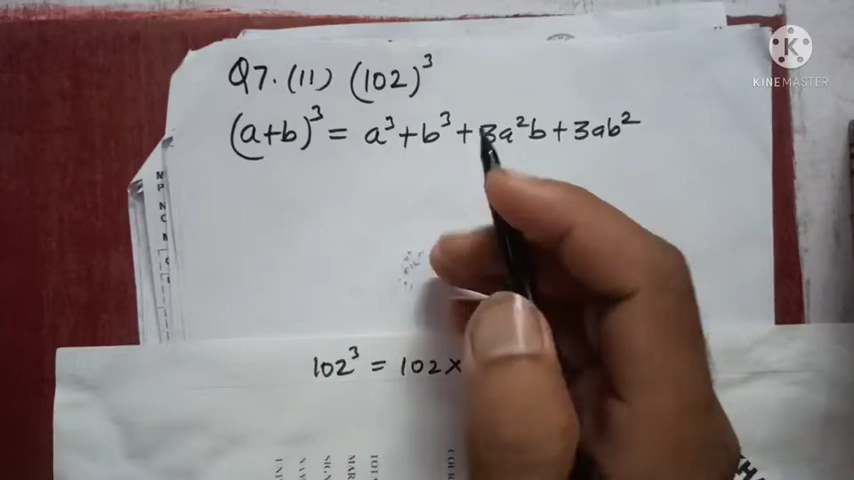 Q7. (11) (102)³
(a+b)³ = a³+b³+3a²b+3ab²
102³ = 102×
KINEMASTER